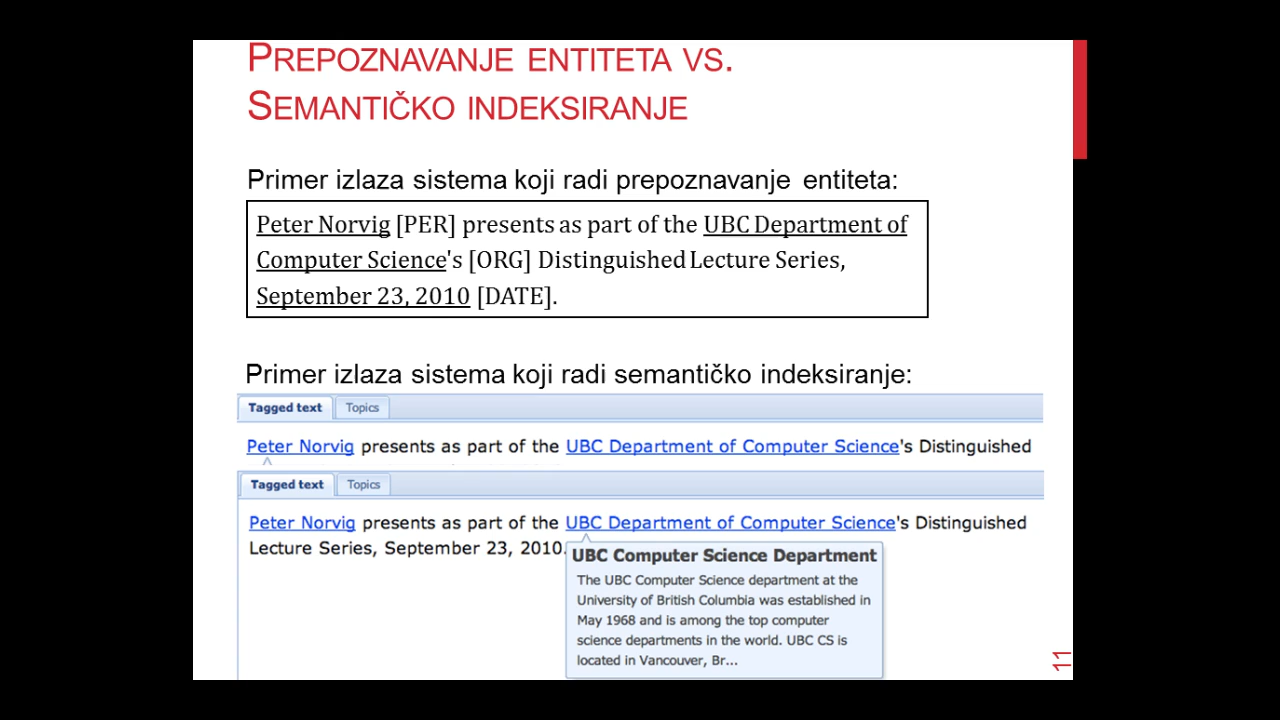 PREPOZNAVANJE ENTITETA VS.
SEMANTIČKO INDEKSIRANJE
Primer izlaza sistema koji radi prepoznavanje entiteta:
Peter Norvig [PER] presents as part of the UBC Department of
Computer Science's [ORG] Distinguished Lecture Series,
September 23, 2010 [DATE].
Primer izlaza sistema koji radi semantičko indeksiranje:
Tagged text Topics
Peter Norvig presents as part of the UBC Department of Computer Science's Distinguished
Tagged text Topics
Peter Norvig presents as part of the UBC Department of Computer Science's Distinguished
Lecture Series, September 23, 2010.
UBC Computer Science Department
The UBC Computer Science department at the
University of British Columbia was established in
May 1968 and is among the top computer
science departments in the world. UBC CS is
located in Vancouver, Br...
11